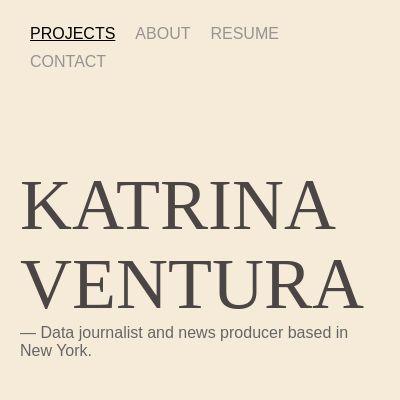 PROJECTS ABOUT RESUME
CONTACT
KATRINA
VENTURA
— Data journalist and news producer based in
New York.